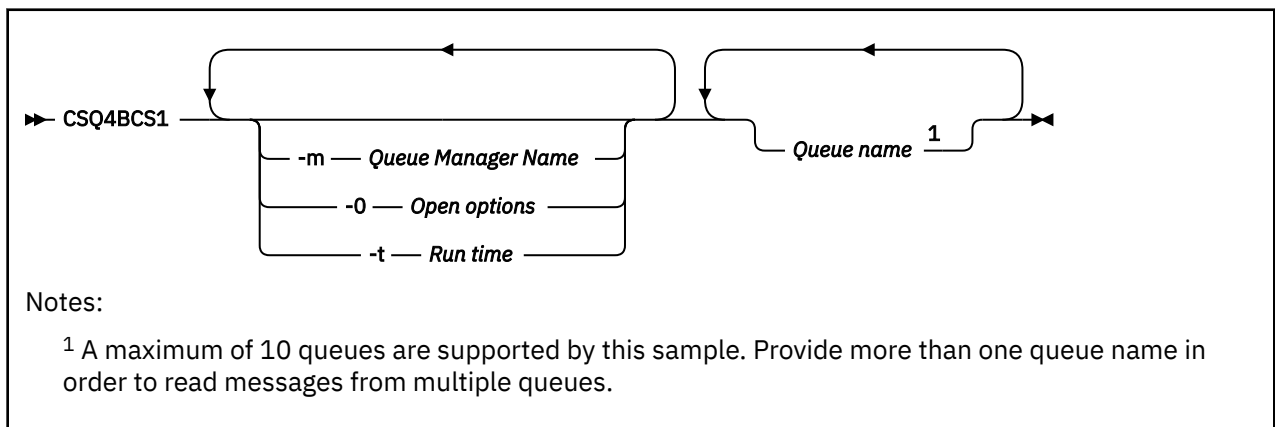 CSQ4BCS1
-m Queue Manager Name
-0 Open options
-t Run time
Queue name 1
Notes:
1 A maximum of 10 queues are supported by this sample. Provide more than one queue name in
order to read messages from multiple queues.